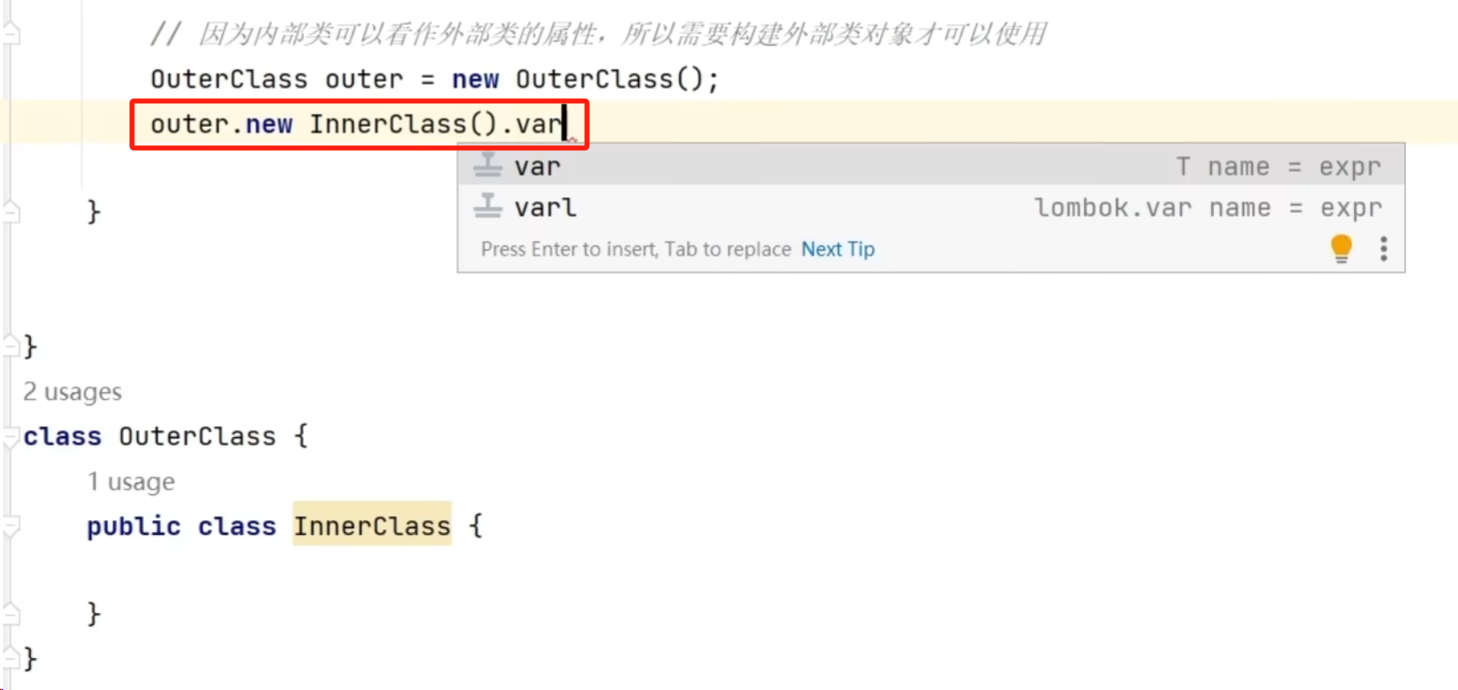 // 因为内部类可以看作外部类的属性，所以需要构建外部类对象才可以使用
OuterClass outer = new OuterClass();
outer.new InnerClass().var
var T name = expr
varl lombok.var name = expr
Press Enter to insert, Tab to replace Next Tip
}
}
2 usages
class OuterClass {
1 usage
public class InnerClass {
}
}